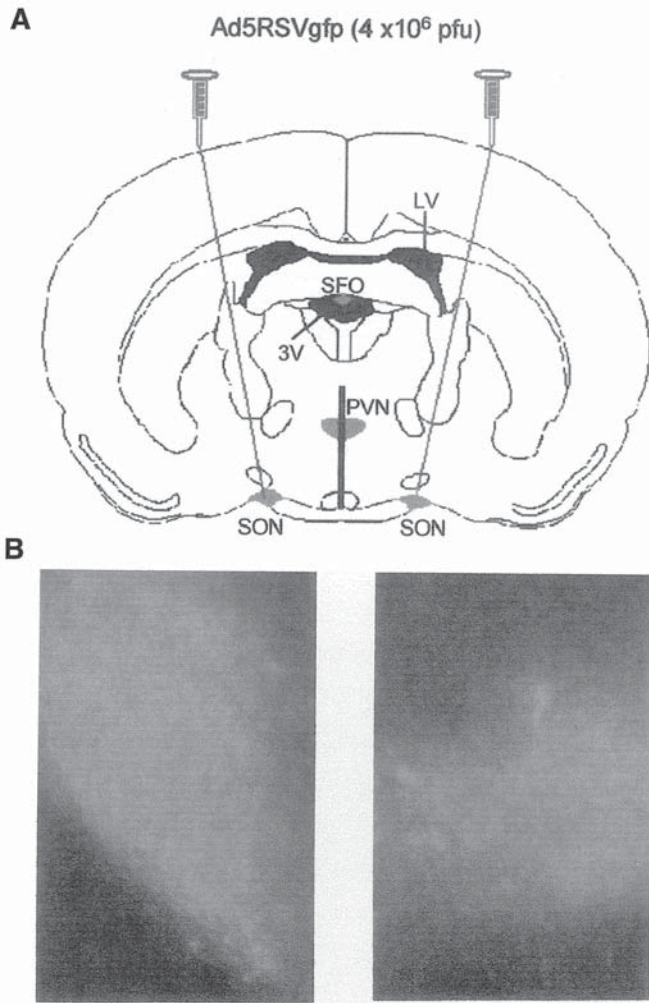 A
Ad5RSVgfp (4 x10⁶ pfu)
LV
SFO
3V
PVN
SON
SON
B